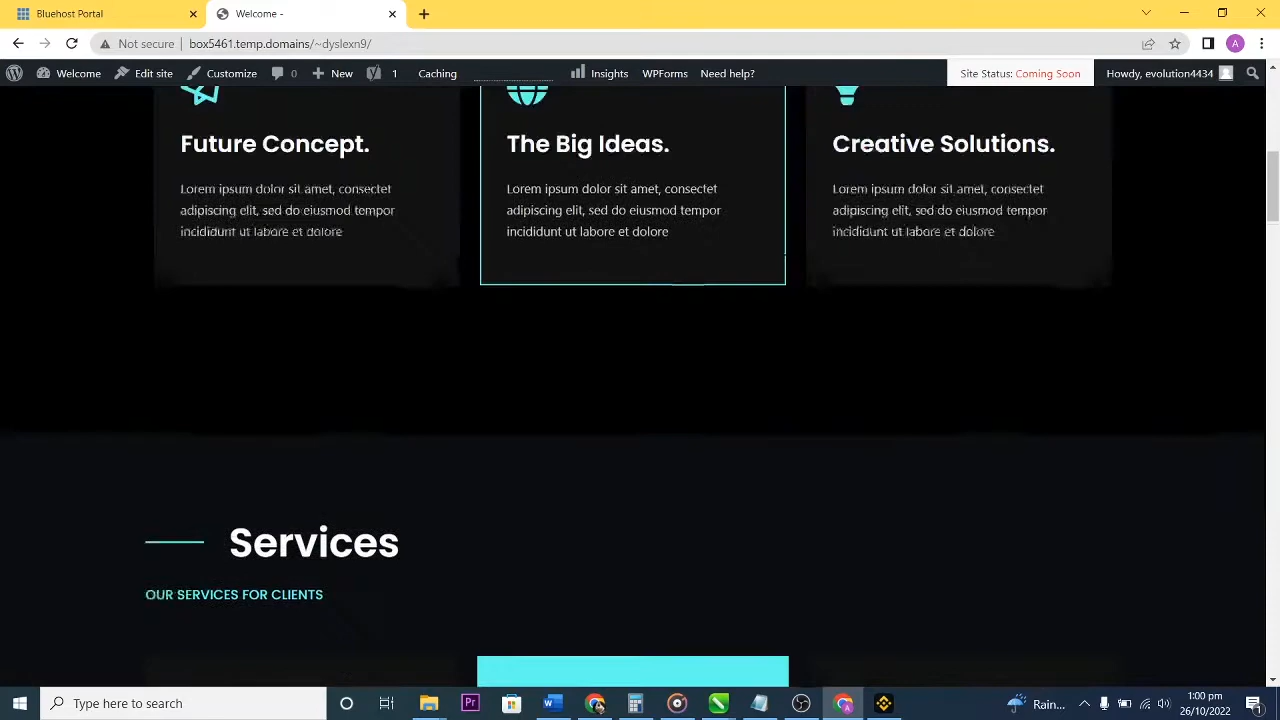 Bluehost Portal
Welcome -
Not secure
box5461.temp.domains/~dyslexn9/
Welcome
Edit site
Customize
0
New
1
Caching
Insights
WPForms
Need help?
Site Status: Coming Soon
Howdy, evolution4434
Future Concept.
Lorem ipsum dolor sit amet, consectet
adipiscing elit, sed do eiusmod tempor
incididunt ut labore et dolore
The Big Ideas.
Lorem ipsum dolor sit amet, consectet
adipiscing elit, sed do eiusmod tempor
incididunt ut labore et dolore
Creative Solutions.
Lorem ipsum dolor sit amet, consectet
adipiscing elit, sed do eiusmod tempor
incididunt ut labore et dolore
Services
OUR SERVICES FOR CLIENTS
Type here to search
Rain...
1:00 pm
26/10/2022